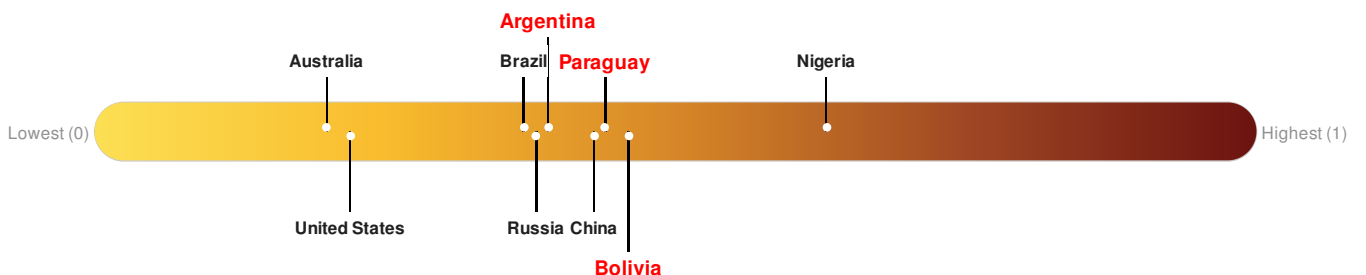 Argentina
Australia
Brazil
Paraguay
Nigeria
Lowest (0)
Highest (1)
United States
Russia
China
Bolivia